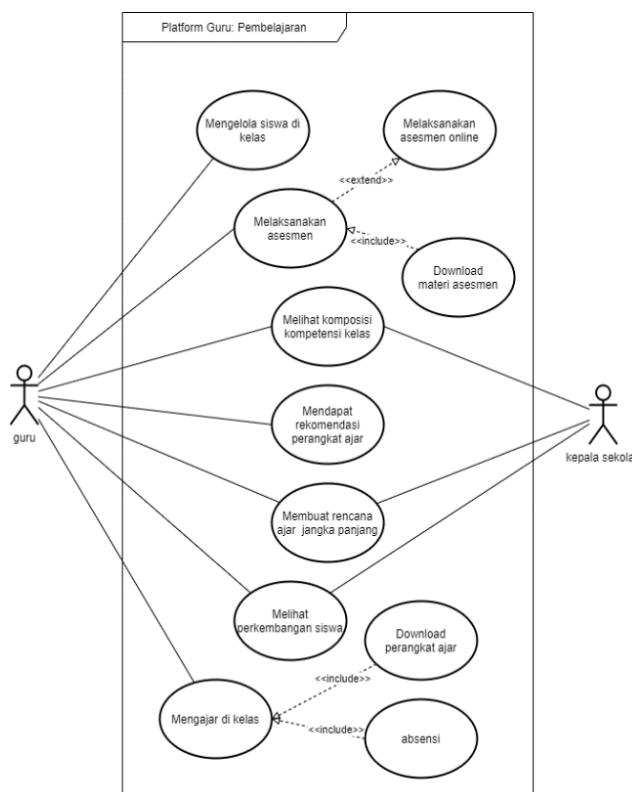 Platform Guru: Pembelajaran
Mengelola siswa di
kelas
Melaksanakan
asesmen online
<<extend>>
Melaksanakan
asesmen
<<include>>
Download
materi asesmen
Melihat komposisi
kompetensi kelas
guru
Mendapat
rekomendasi
perangkat ajar
kepala sekola
Membuat rencana
ajar jangka panjang
Melihat
perkembangan siswa
Download
perangkat ajar
<<include>>
Mengajar di kelas
<<include>>
absensi